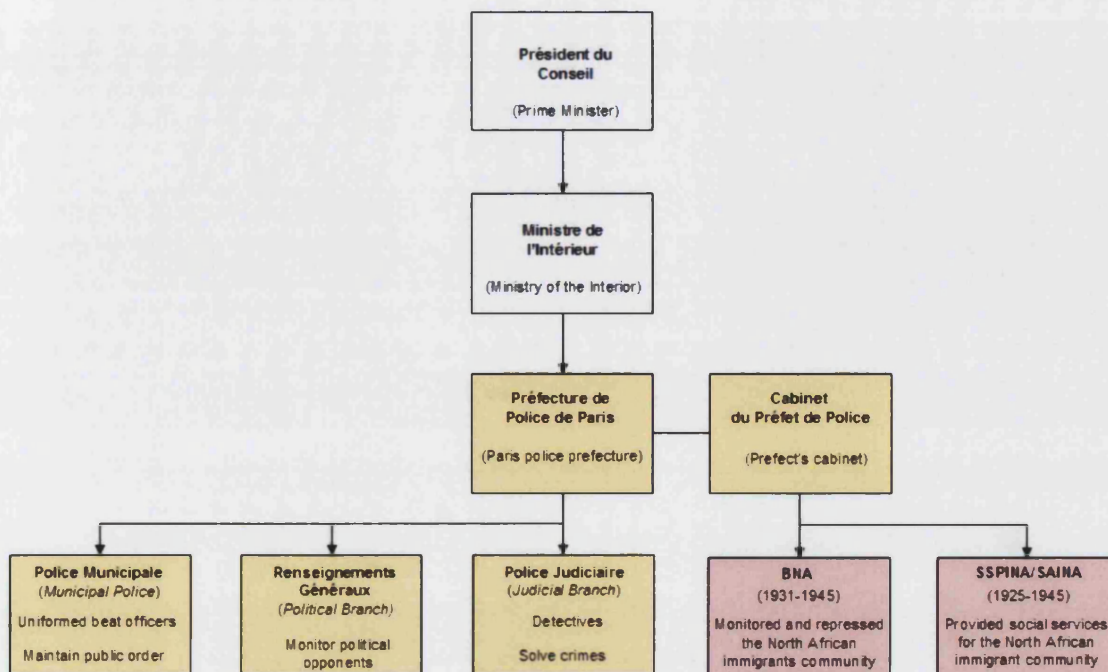 Président du
Conseil
(Prime Minister)
Ministre de
l'Intérieur
(Ministry of the Interior)
Préfecture de
Police de Paris
(Paris police prefecture)
Cabinet
du Préfet de Police
(Prefect's cabinet)
Police Municipale
(Municipal Police)
Uniformed beat officers
Maintain public order
Renseignements
Généraux
(Political Branch)
Monitor political
opponents
Police Judiciaire
(Judicial Branch)
Detectives
Solve crimes
BNA
(1931-1945)
Monitored and repressed
the North African
immigrants community
SSPINA/SAINA
(1925-1945)
Provided social services
for the North African
immigrant community